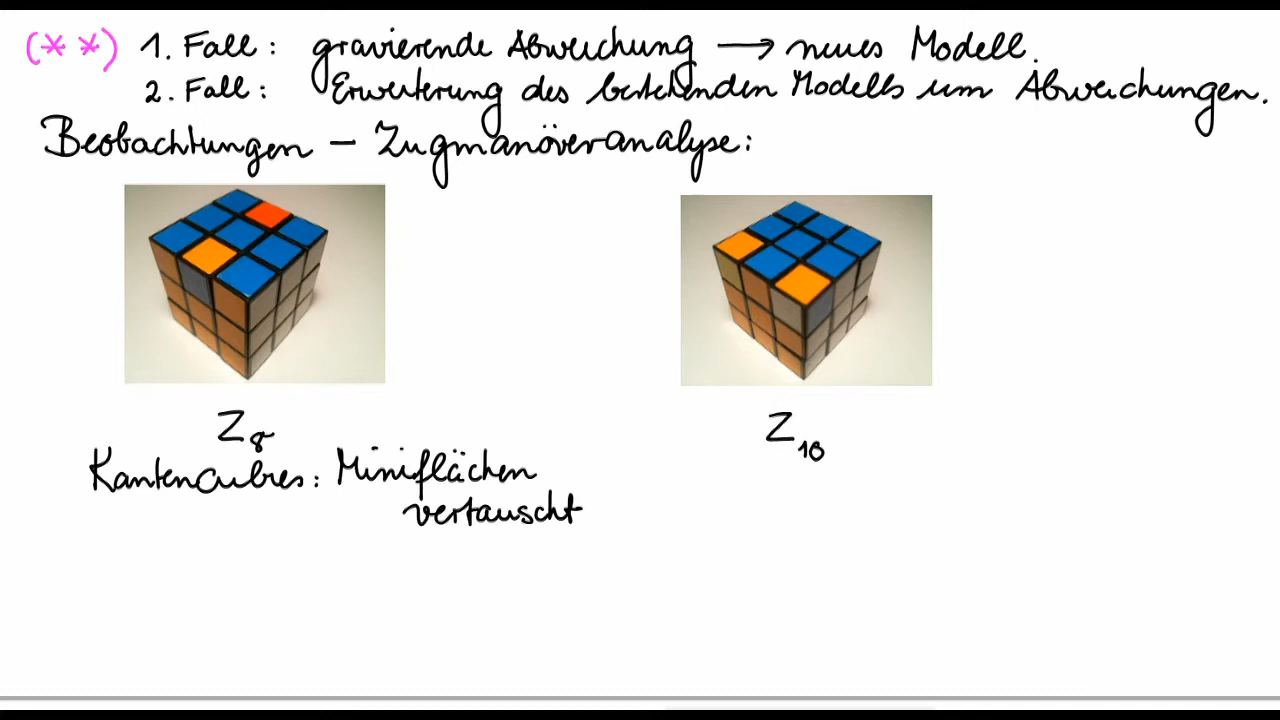 (**) 1. Fall: gravierende Abweichung → neues Modell.
2. Fall: Erweiterung des bestehenden Modells um Abweichungen.
Beobachtungen – Zugmanöveranalyse:
Z8 Z10
Kantencubies: Miniflächen
vertauscht